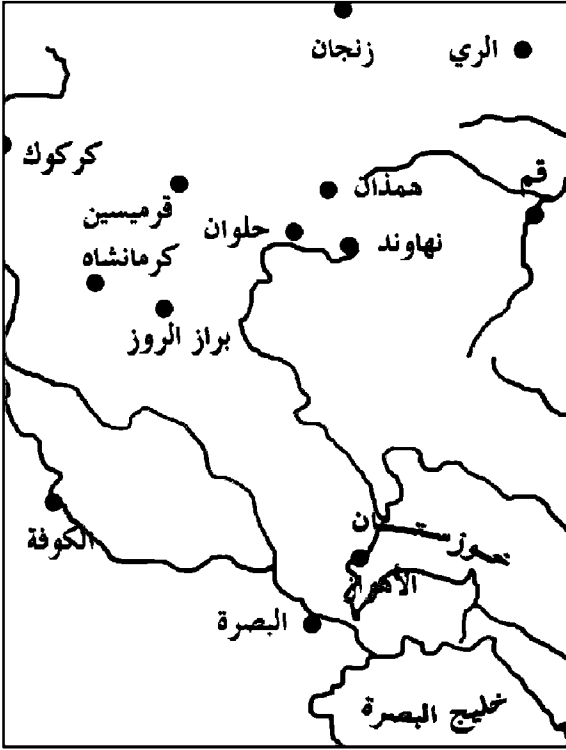 الري
زنجان
كركوك
همذان
قم
قرميسين
حلوان
نهاوند
كرمانشاه
براز الروز
الكوفة
خوزستان
الأهواز
البصرة
خليج البصرة